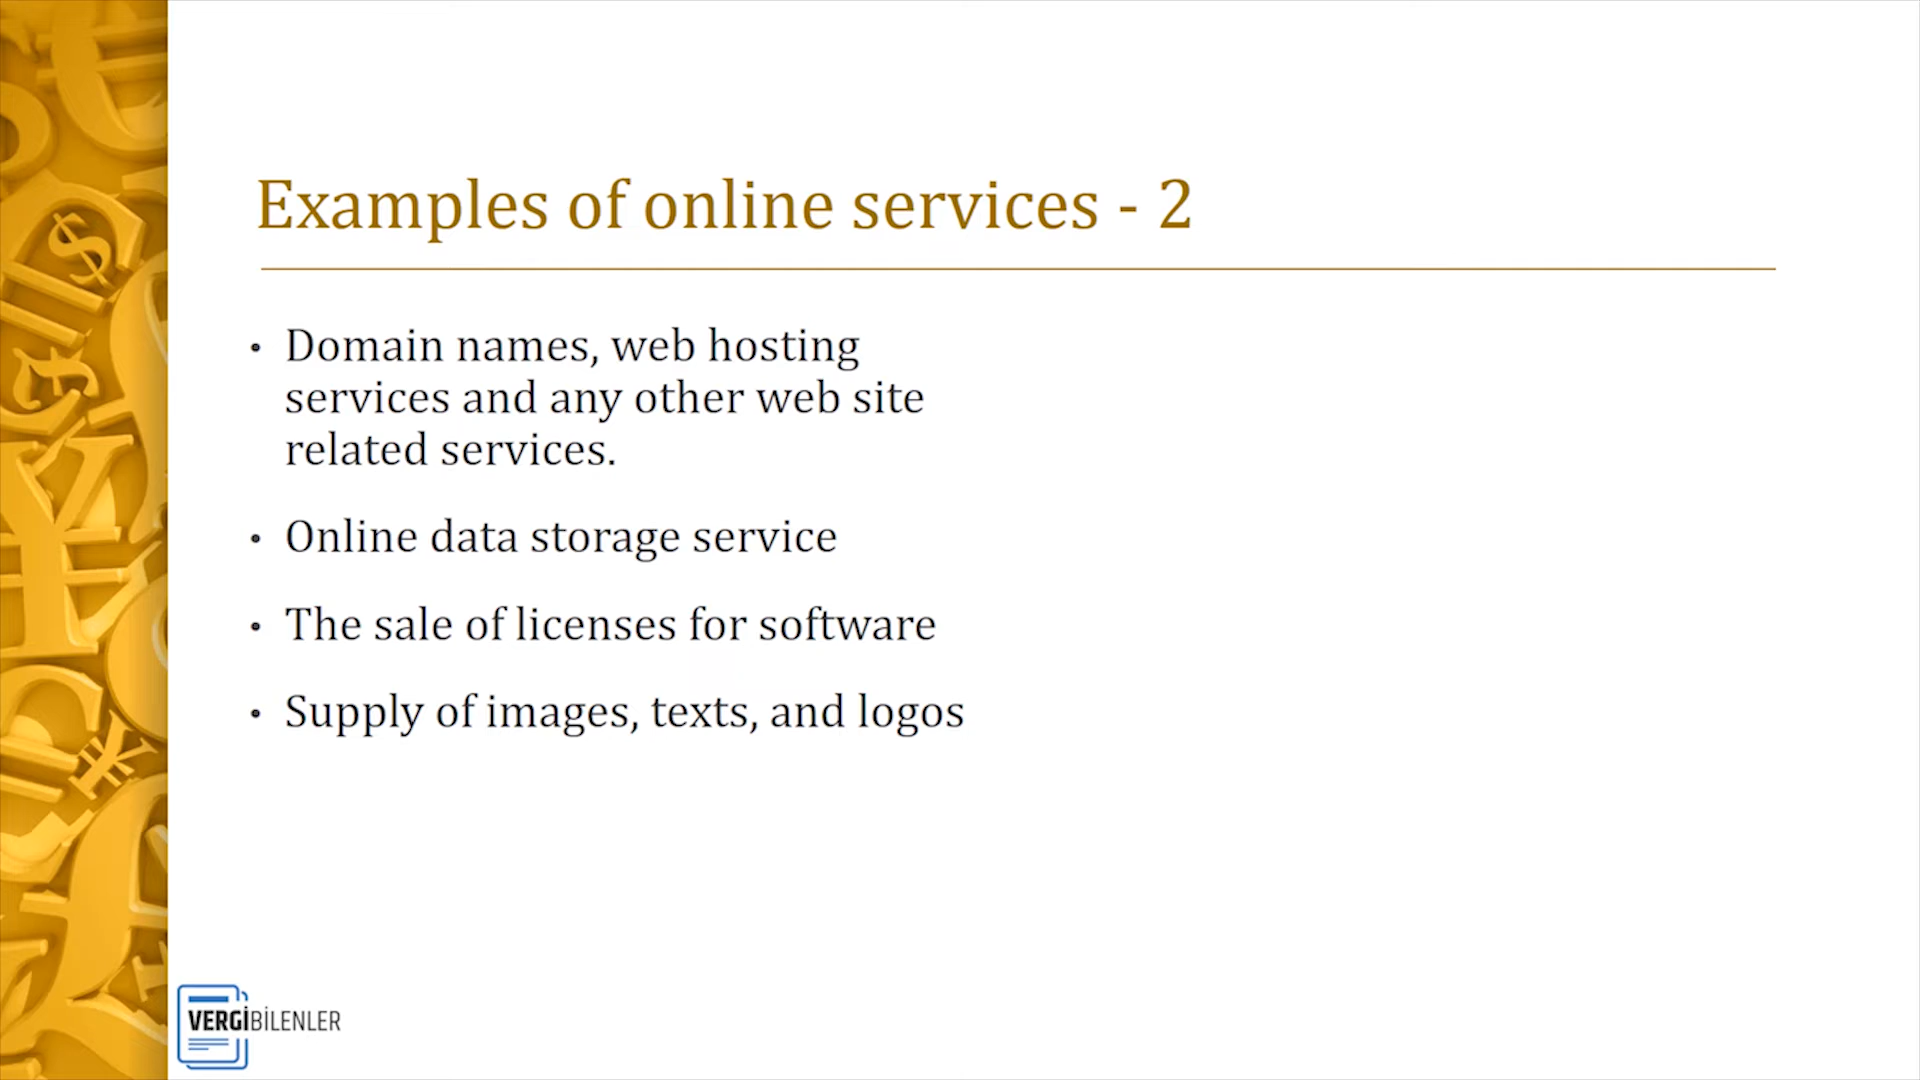 Examples of online services - 2
• Domain names, web hosting
services and any other web site
related services.
• Online data storage service
• The sale of licenses for software
• Supply of images, texts, and logos
VERGİBİLENLER